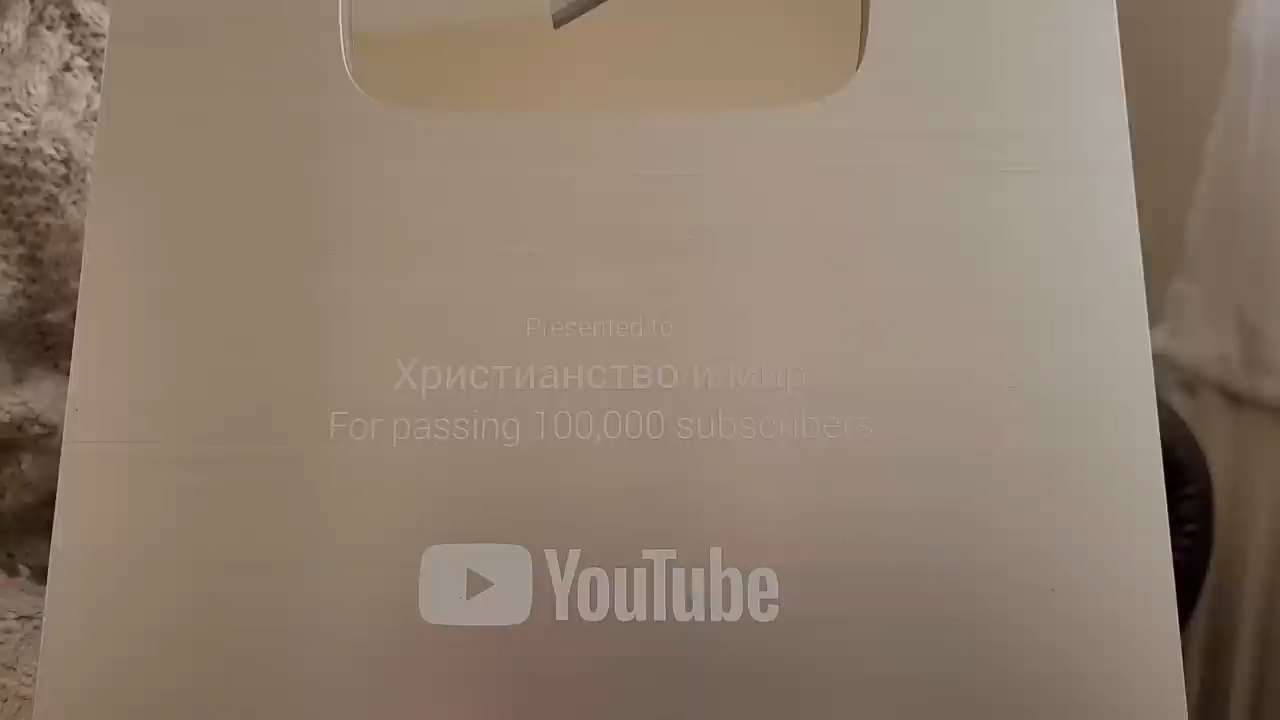 Presented to
Христианство и мир
For passing 100,000 subscribers
YouTube